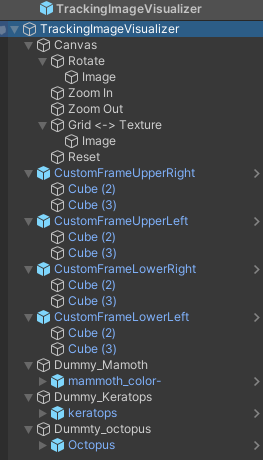 TrackingImageVisualizer
TrackingImageVisualizer
Canvas
Rotate
Image
Zoom In
Zoom Out
Grid <-> Texture
Image
Reset
CustomFrameUpperRight
Cube (2)
Cube (3)
CustomFrameUpperLeft
Cube (2)
Cube (3)
CustomFrameLowerRight
Cube (2)
Cube (3)
CustomFrameLowerLeft
Cube (2)
Cube (3)
Dummy_Mamoth
mammoth_color-
Dummy_Keratops
keratops
Dummty_octopus
Octopus